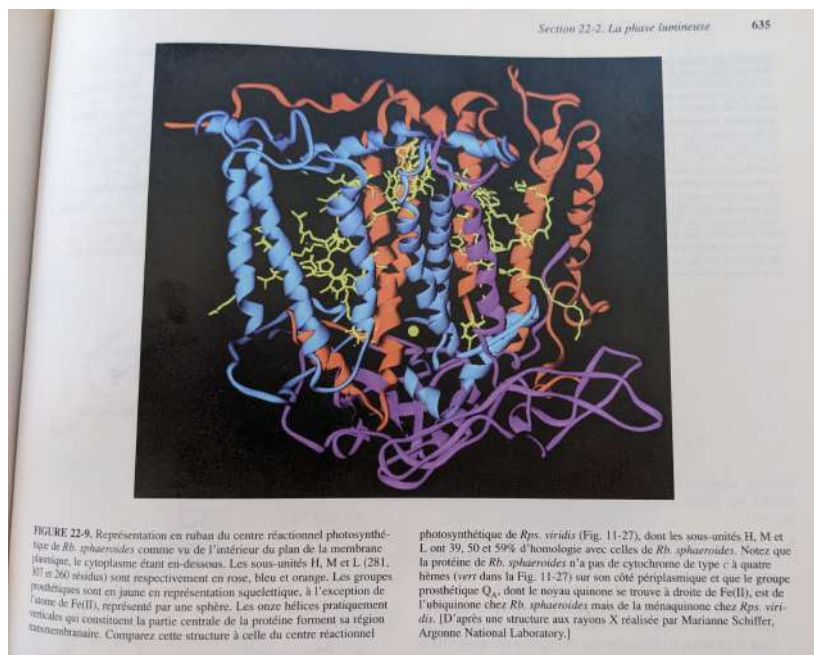 Section 22-2. La phase lumineuse 635
FIGURE 22-9. Représentation en ruban du centre réactionnel photosynthé-
tique de Rb. sphaeroides comme vu de l'intérieur du plan de la membrane
plasmique, le cytoplasme étant en-dessous. Les sous-unités H, M et L (281,
307 et 260 résidus) sont respectivement en rose, bleu et orange. Les groupes
prosthétiques sont en jaune en représentation squelettique, à l'exception de
l'atome de Fe(II), représenté par une sphère. Les onze hélices pratiquement
verticales qui constituent la partie centrale de la protéine forment sa région
transmembranaire. Comparez cette structure à celle du centre réactionnel
photosynthétique de Rps. viridis (Fig. 11-27), dont les sous-unités H, M et
L ont 39, 50 et 59% d'homologie avec celles de Rb. sphaeroides. Notez que
la protéine de Rb. sphaeroides n'a pas de cytochrome de type c à quatre
hèmes (vert dans la Fig. 11-27) sur son côté périplasmique et que le groupe
prosthétique QA, dont le noyau quinone se trouve à droite de Fe(II), est de
l'ubiquinone chez Rb. sphaeroides mais de la ménaquinone chez Rps. viri-
dis. [D'après une structure aux rayons X réalisée par Marianne Schiffer,
Argonne National Laboratory.]